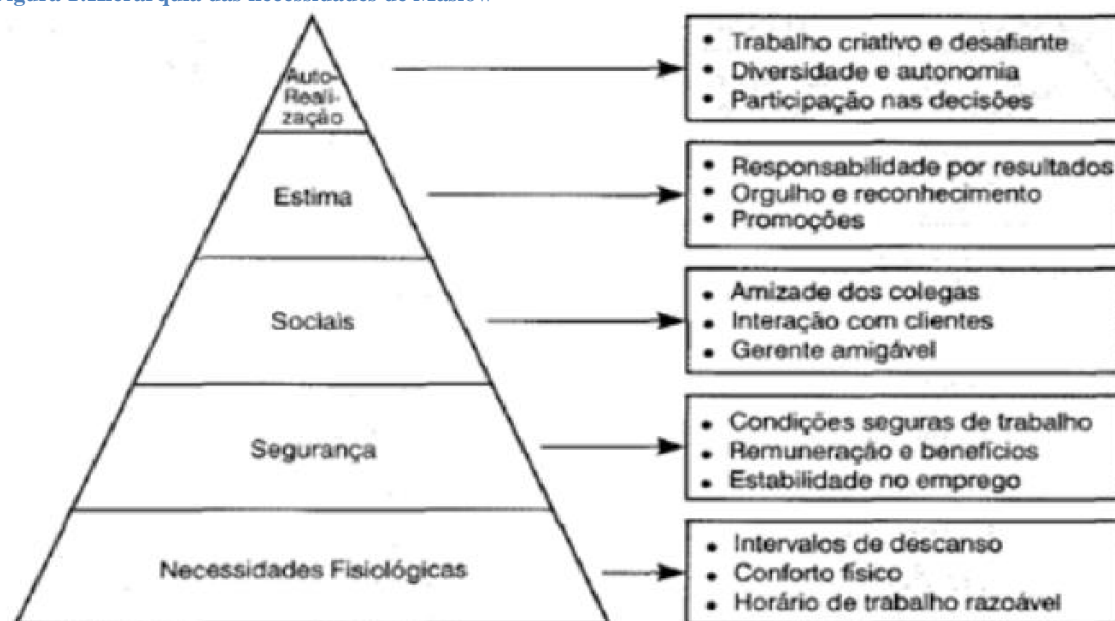 Auto-
Reali-
zação
• Trabalho criativo e desafiante
• Diversidade e autonomia
• Participação nas decisões
Estima
• Responsabilidade por resultados
• Orgulho e reconhecimento
• Promoções
Sociais
• Amizade dos colegas
• Interação com clientes
• Gerente amigável
Segurança
• Condições seguras de trabalho
• Remuneração e benefícios
• Estabilidade no emprego
Necessidades Fisiológicas
• Intervalos de descanso
• Conforto físico
• Horário de trabalho razoável